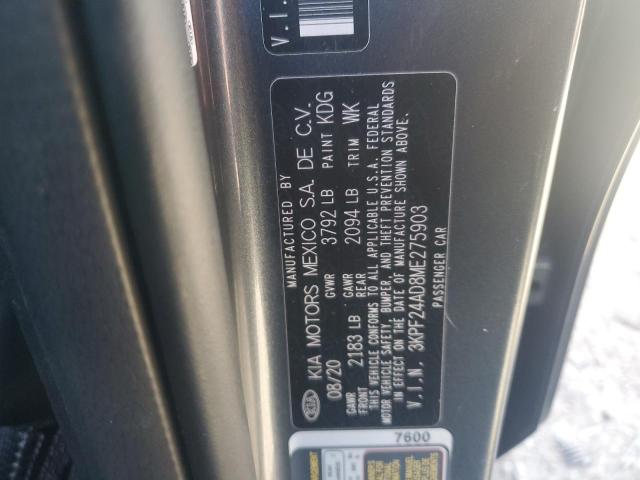 V.I.
MANUFACTURED BY
KIA KIA MOTORS MEXICO S.A. DE C.V.
08/20 GVWR 3792 LB PAINT KDG
GAWR FRONT 2183 LB GAWR REAR 2094 LB TRIM WK
THIS VEHICLE CONFORMS TO ALL APPLICABLE U.S.A. FEDERAL
MOTOR VEHICLE SAFETY, BUMPER, AND THEFT PREVENTION STANDARDS
IN EFFECT ON THE DATE OF MANUFACTURE SHOWN ABOVE.
V.I.N. 3KPF24AD8ME275903
PASSENGER CAR
7600